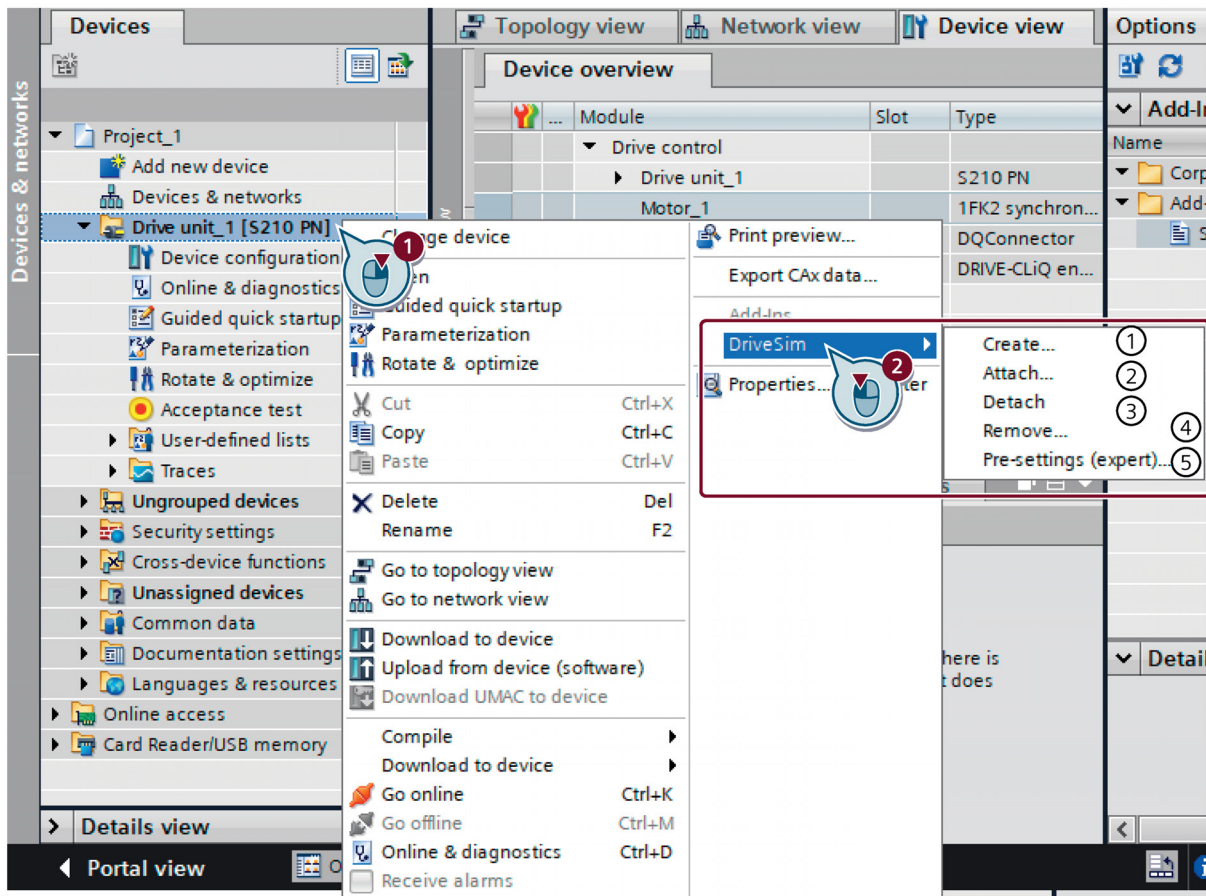 Devices
Topology view
Network view
Device view
Options
Device overview
Devices & networks
...
Module
Slot
Type
Name
Project_1
Add new device
Devices & networks
Drive unit_1 [S210 PN]
Device configuration
Online & diagnostics
Guided quick startup
Parameterization
Rotate & optimize
Acceptance test
User-defined lists
Traces
Ungrouped devices
Security settings
Cross-device functions
Unassigned devices
Common data
Documentation settings
Languages & resources
Online access
Card Reader/USB memory
Details view
Portal view
Drive control
Drive unit_1
S210 PN
Motor_1
1FK2 synchron...
DQConnector
DRIVE-CLiQ en...
device
1
Guided quick startup
Parameterization
Rotate & optimize
Cut Ctrl+X
Copy Ctrl+C
Paste Ctrl+V
Delete Del
Rename F2
Go to topology view
Go to network view
Download to device
Upload from device (software)
Download UMAC to device
Compile
Download to device
Go online Ctrl+K
Go offline Ctrl+M
Online & diagnostics Ctrl+D
Receive alarms
Print preview...
Export CAx data...
Add-Ins
DriveSim
2
Properties...
Create... 1
Attach... 2
Detach 3
Remove... 4
Pre-settings (expert)... 5
here is
does